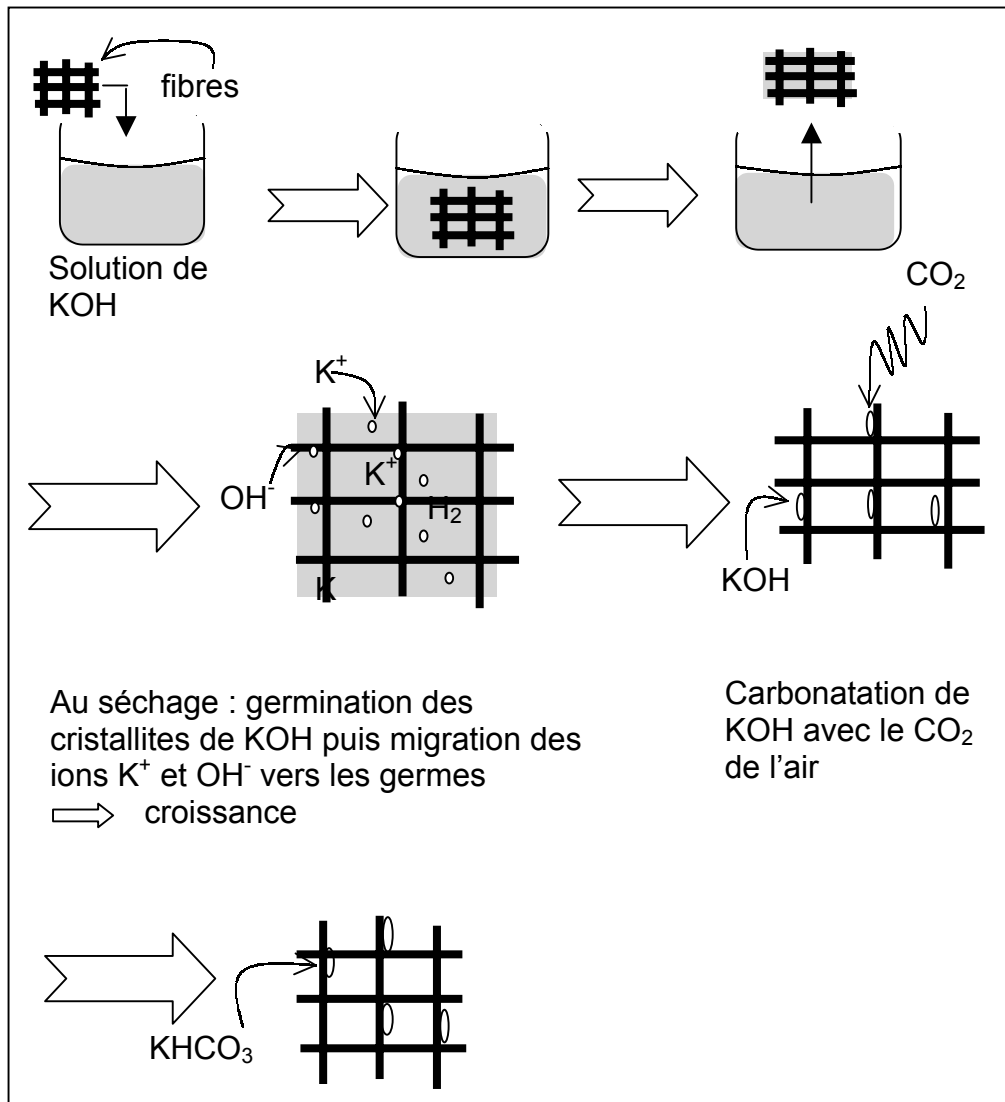 fibres
Solution de
KOH
CO₂
K⁺
K⁺
OH⁻
H₂
K
KOH
Au séchage : germination des
cristallites de KOH puis migration des
ions K⁺ et OH⁻ vers les germes
croissance
Carbonatation de
KOH avec le CO₂
de l’air
KHCO₃